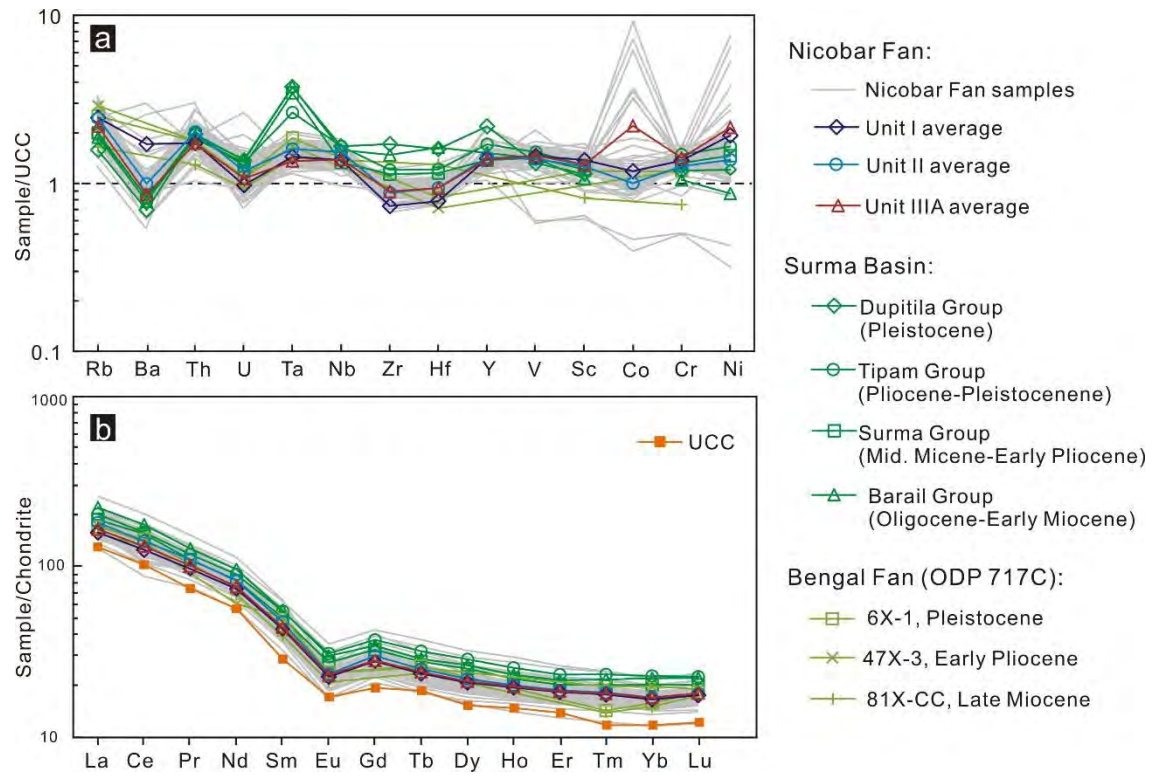 10
a
Sample/UCC
1
0.1
Rb Ba Th U Ta Nb Zr Hf Y V Sc Co Cr Ni
1000
b
UCC
Sample/Chondrite
100
10
La Ce Pr Nd Sm Eu Gd Tb Dy Ho Er Tm Yb Lu
Nicobar Fan:
Nicobar Fan samples
Unit I average
Unit II average
Unit IIIA average
Surma Basin:
Dupitila Group
(Pleistocene)
Tipam Group
(Pliocene-Pleistocenene)
Surma Group
(Mid. Micene-Early Pliocene)
Barail Group
(Oligocene-Early Miocene)
Bengal Fan (ODP 717C):
6X-1, Pleistocene
47X-3, Early Pliocene
81X-CC, Late Miocene